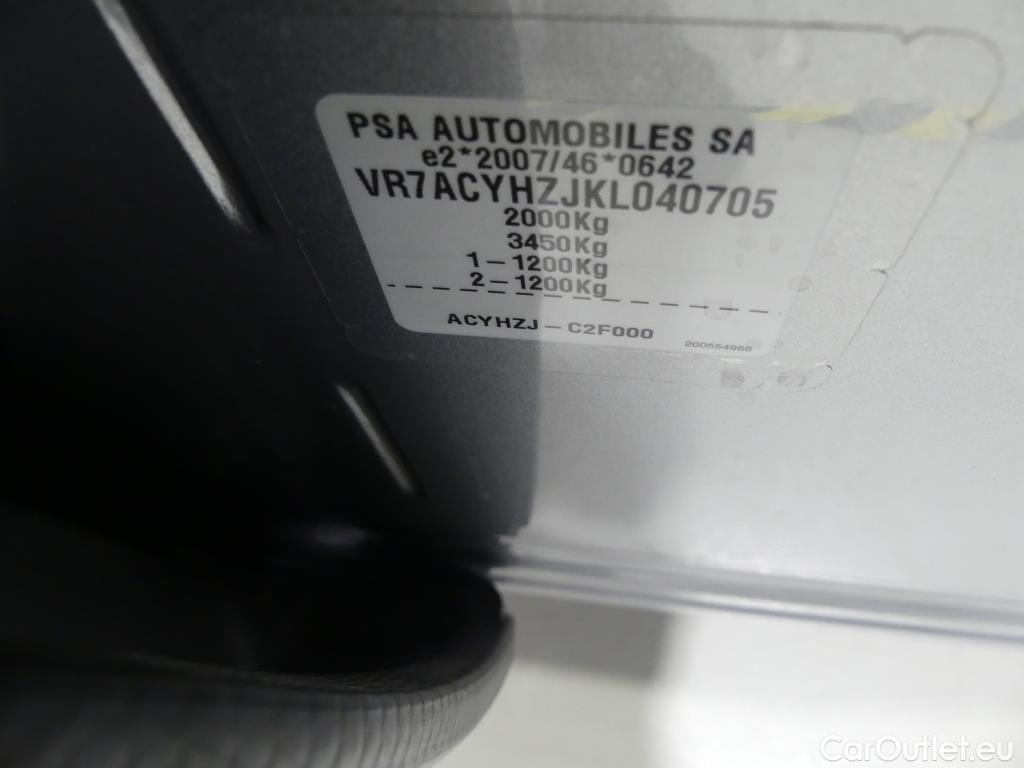 PSA AUTOMOBILES SA
e2*2007/46*0642
VR7ACYHZJKL040705
2000Kg
3450Kg
1–1200Kg
2–1200Kg
ACYHZJ–C2F000
200554966
CarOutlet.eu